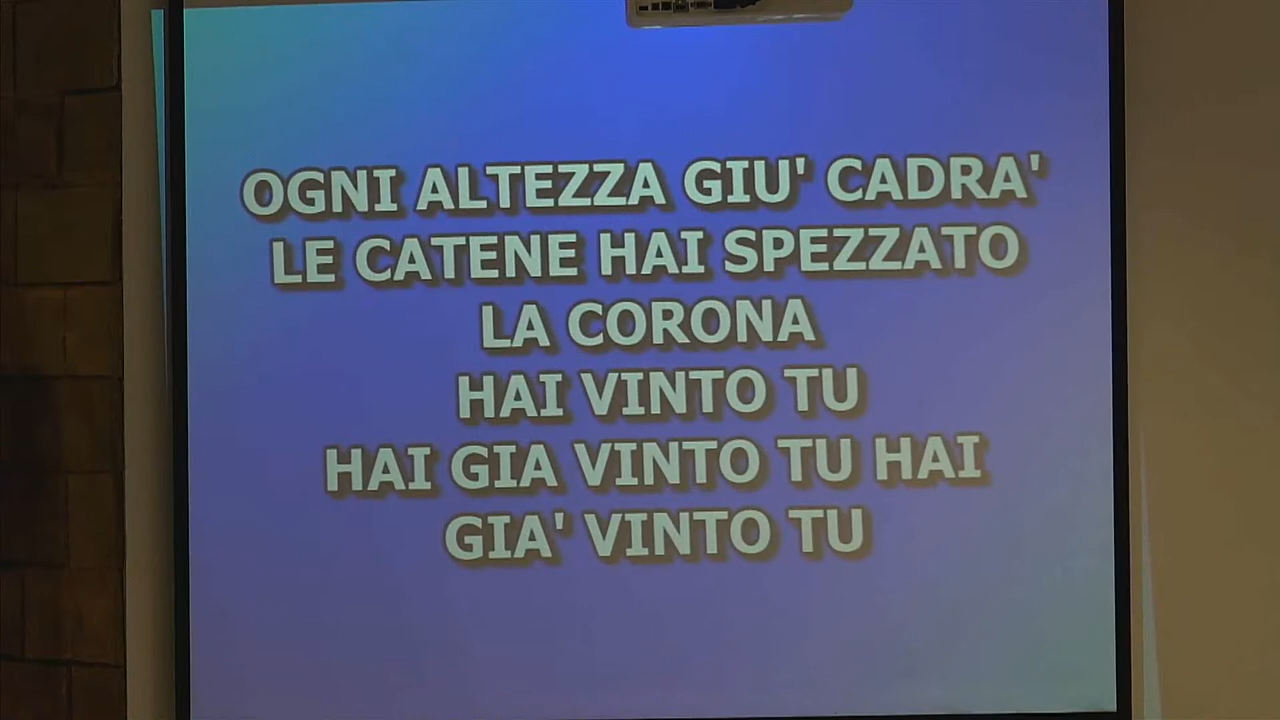 OGNI ALTEZZA GIU' CADRA'
LE CATENE HAI SPEZZATO
LA CORONA
HAI VINTO TU
HAI GIA VINTO TU HAI
GIA' VINTO TU